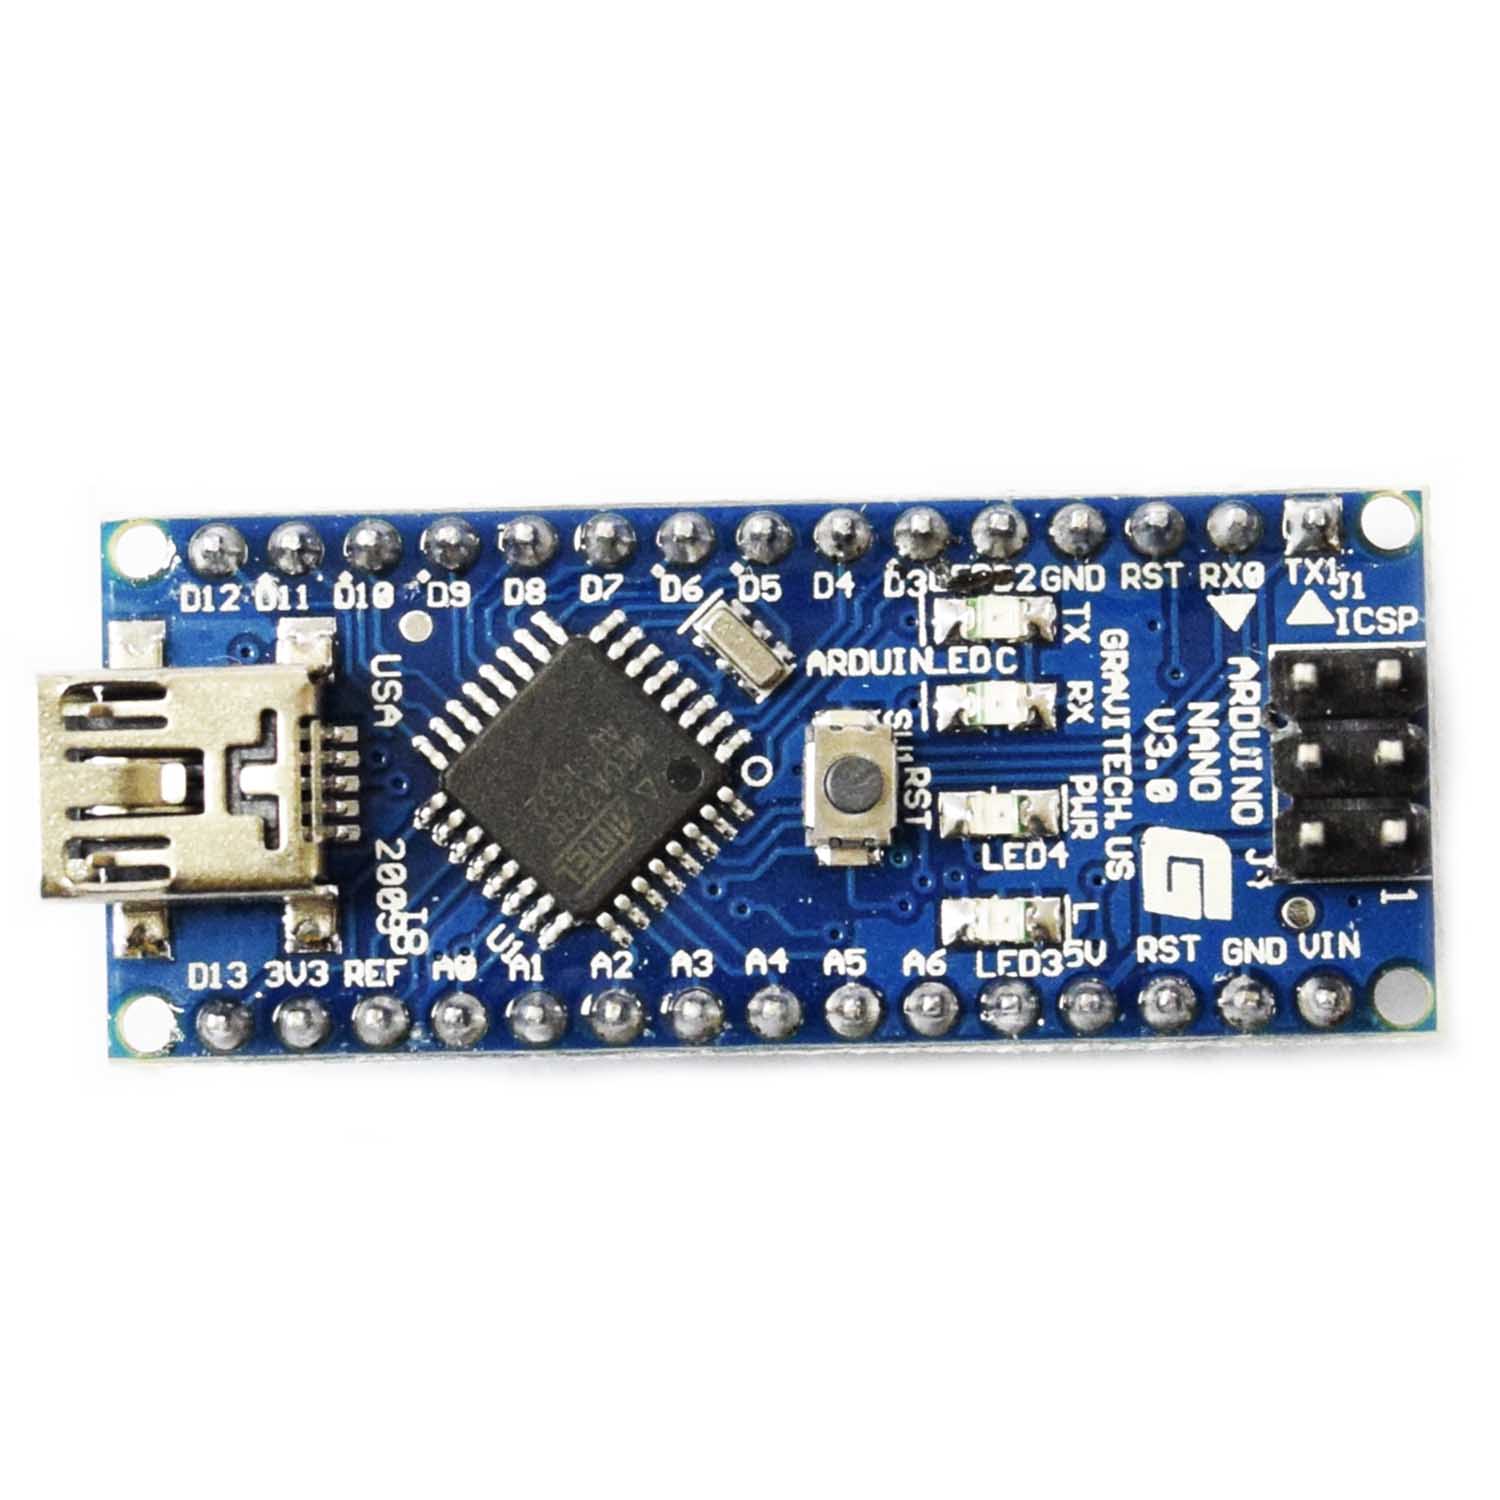 D12 D11 D10 D9 D8 D7 D6 D5 D4 D3 D2 GND RST RX0 TX1
J1
ICSP
USA
2009
ARDUIN
LED C
TX
RX
PWR
L
RST
LED4
LED3
GRAVITECH.US
ARDUINO
NANO
V3.0
G
1
ATMEL
U1
D13 3V3 REF A0 A1 A2 A3 A4 A5 A6 5V RST GND VIN